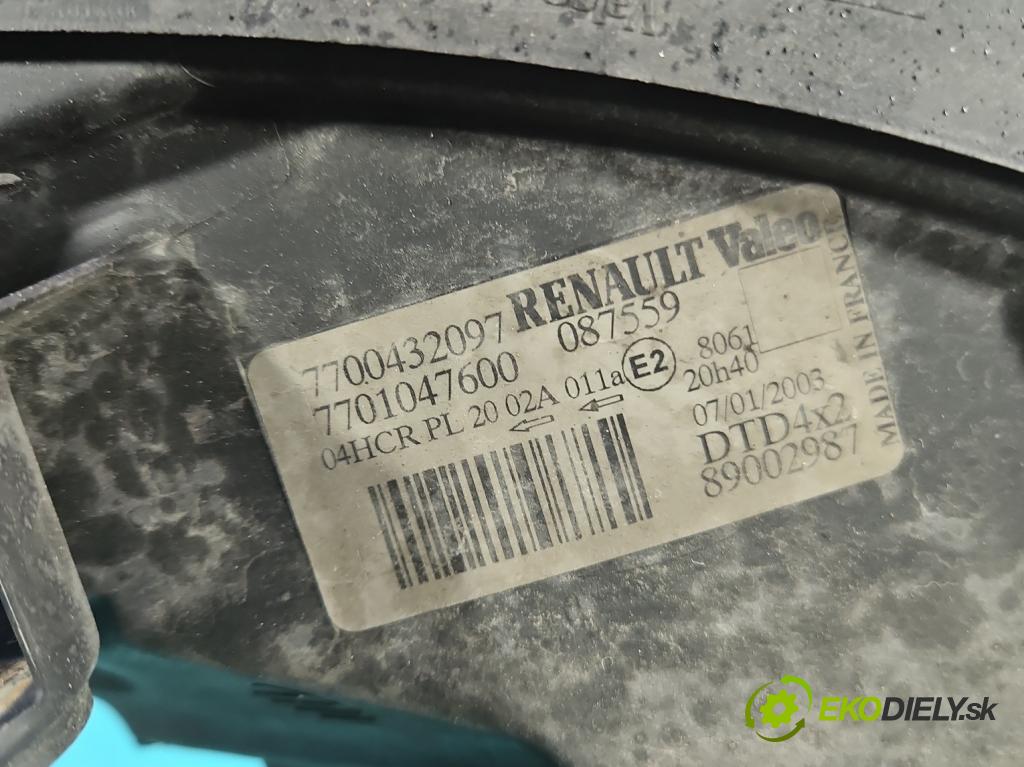 RENAULT Valeo
7700432097
7701047600 087559
04HCR PL 20 02A 011a E2 8061
20h40
07/01/2003
DTD4x2
89002987
MADE IN FRANCE
EKODIELY.sk